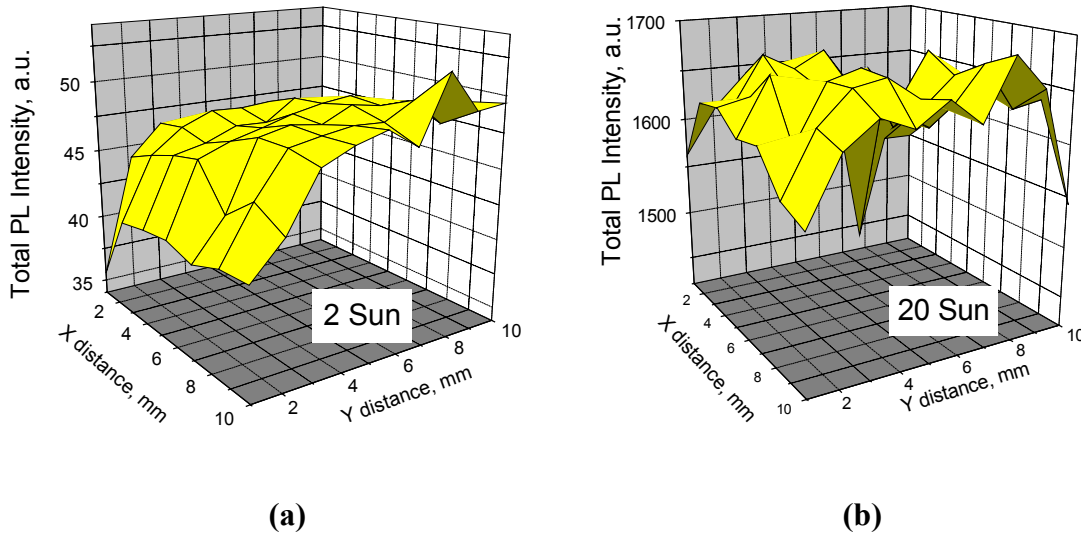 Total PL Intensity, a.u.
50
45
40
35
2
4
6
8
10
X distance, mm
2
4
6
8
10
Y distance, mm
2 Sun
(a)
Total PL Intensity, a.u.
1700
1600
1500
2
4
6
8
10
X distance, mm
2
4
6
8
10
Y distance, mm
20 Sun
(b)